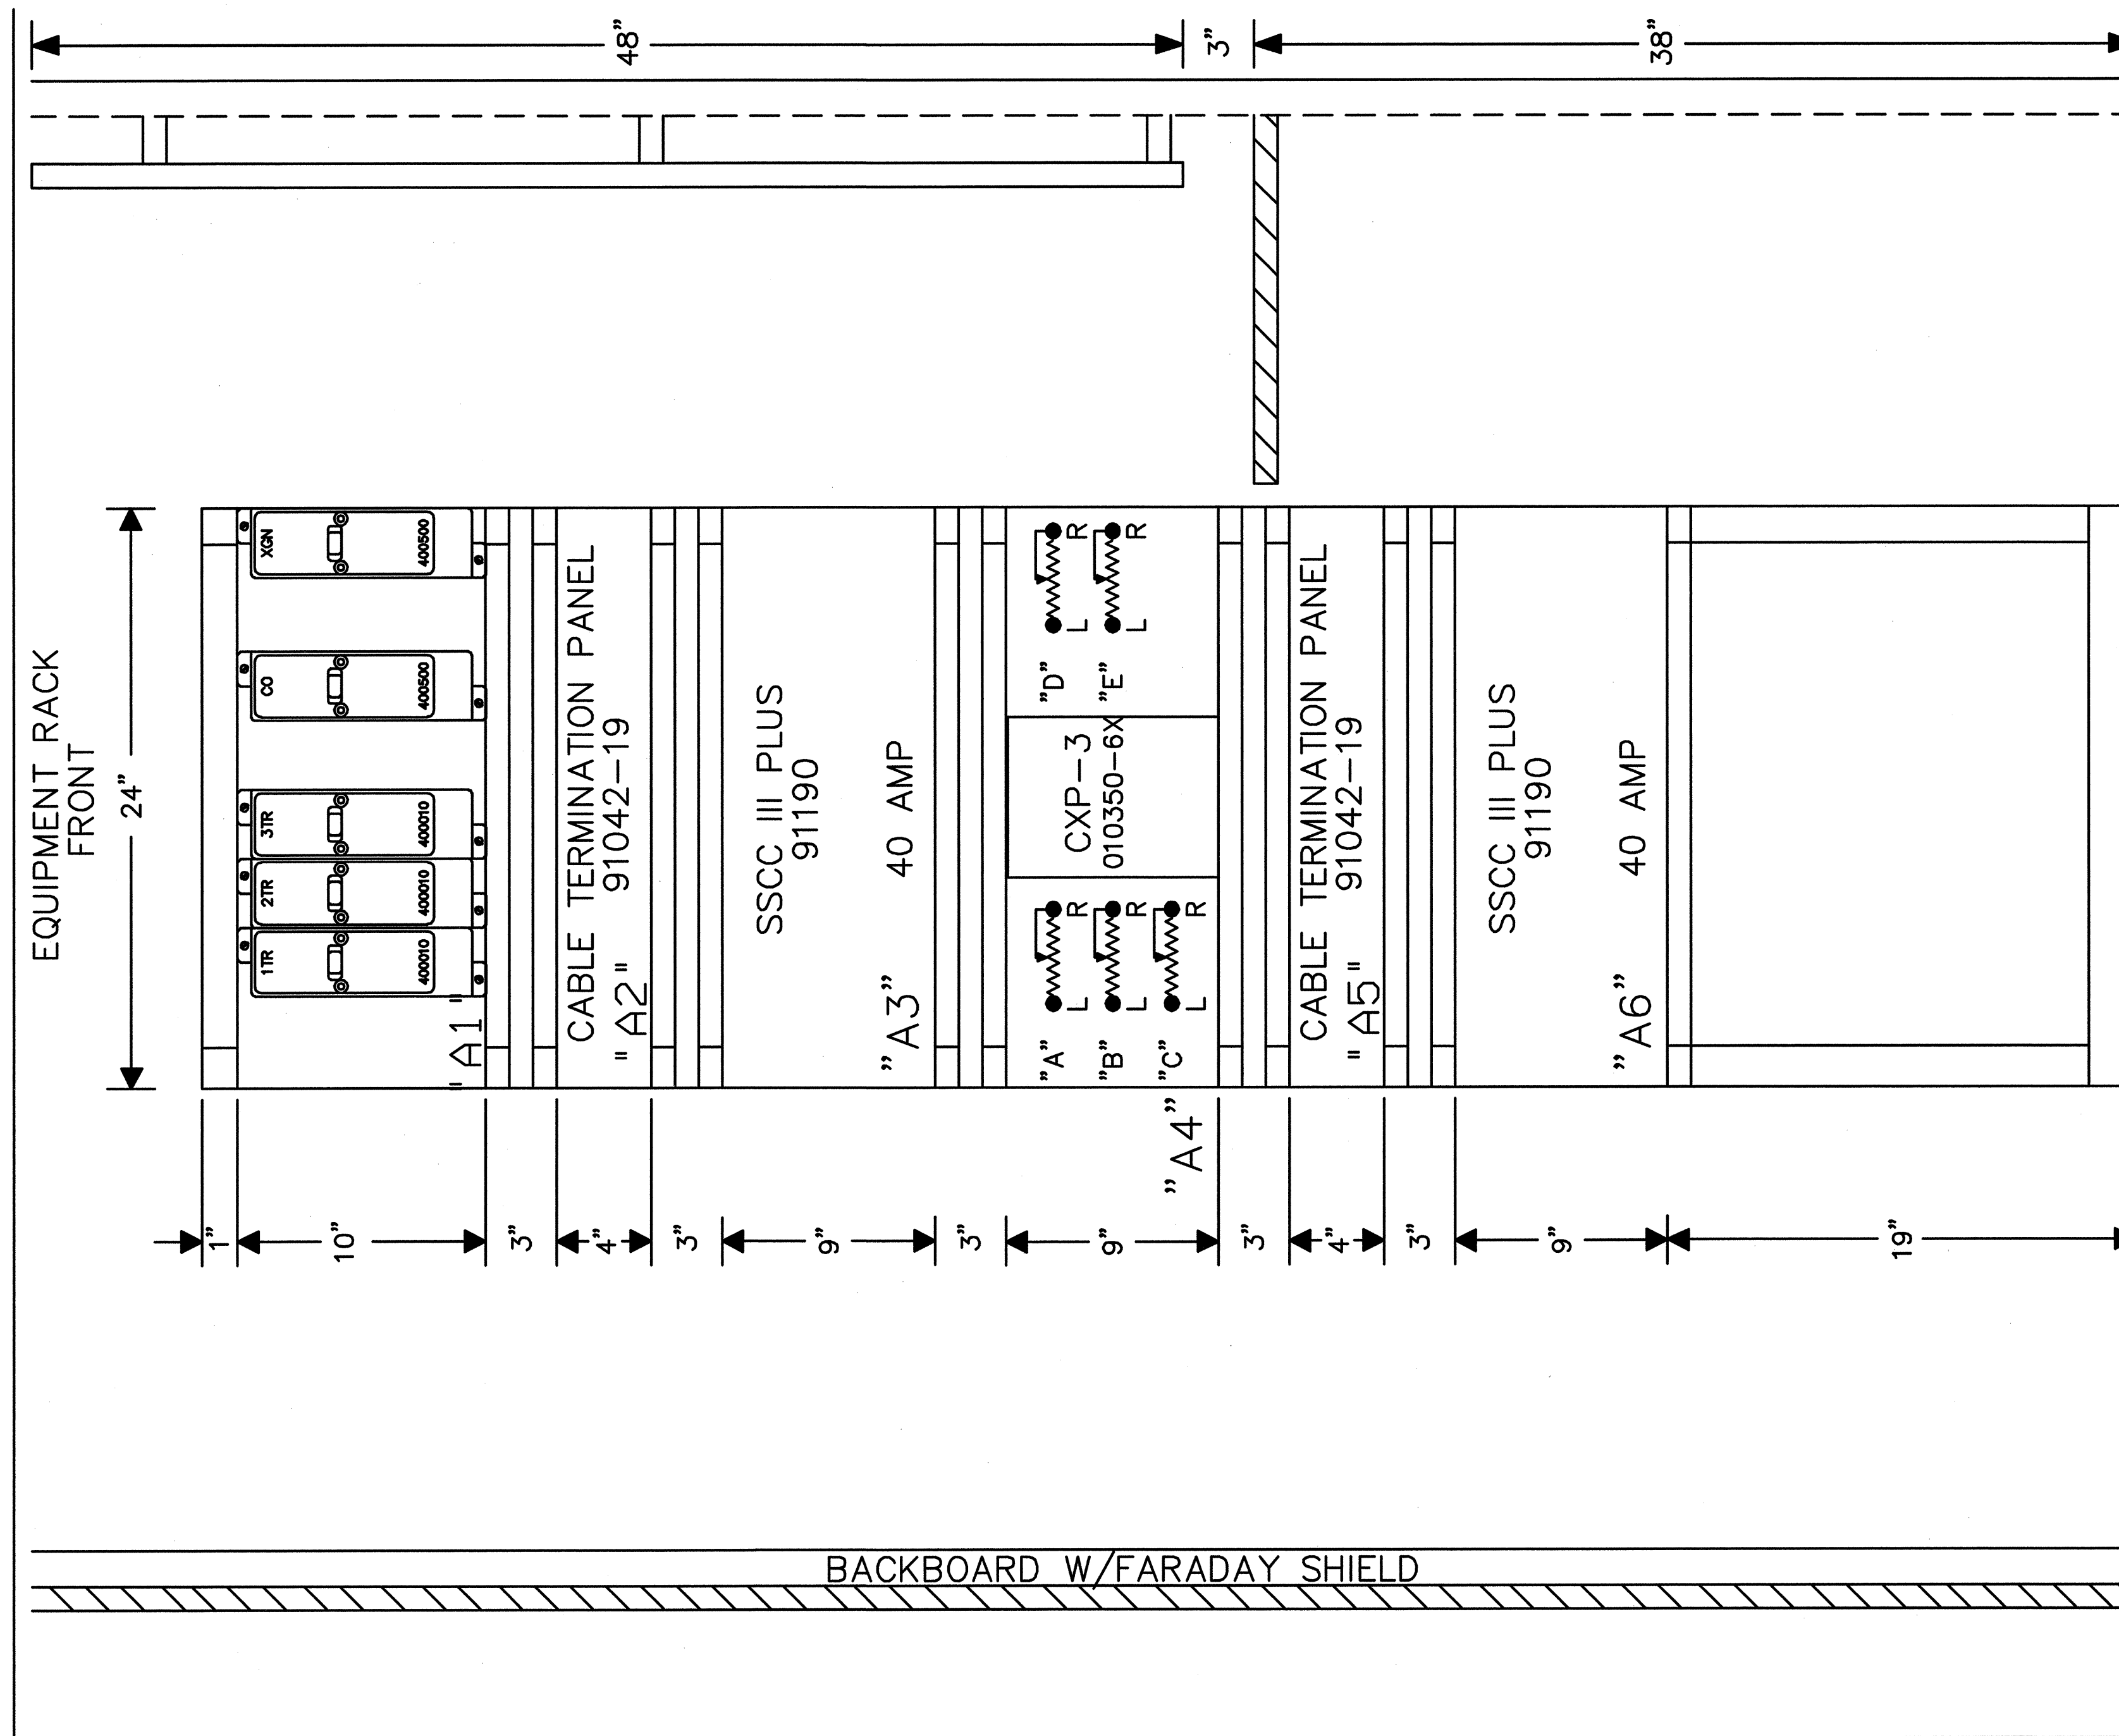 EQUIPMENT RACK
FRONT
24"
1TR
400010
2TR
400010
3TR
400010
CO
400500
XGN
400500
"A1"
CABLE TERMINATION PANEL
91042-19
"A2"
SSCC III PLUS
91190
"A3"
40 AMP
"A"
L
R
"B"
L
R
"C"
L
R
CXP-3
010350-6X
"D"
L
R
"E"
L
R
"A4"
CABLE TERMINATION PANEL
91042-19
"A5"
SSCC III PLUS
91190
"A6"
40 AMP
1"
10"
3"
4"
3"
9"
3"
9"
3"
4"
3"
9"
19"
48"
3"
38"
BACKBOARD W/FARADAY SHIELD